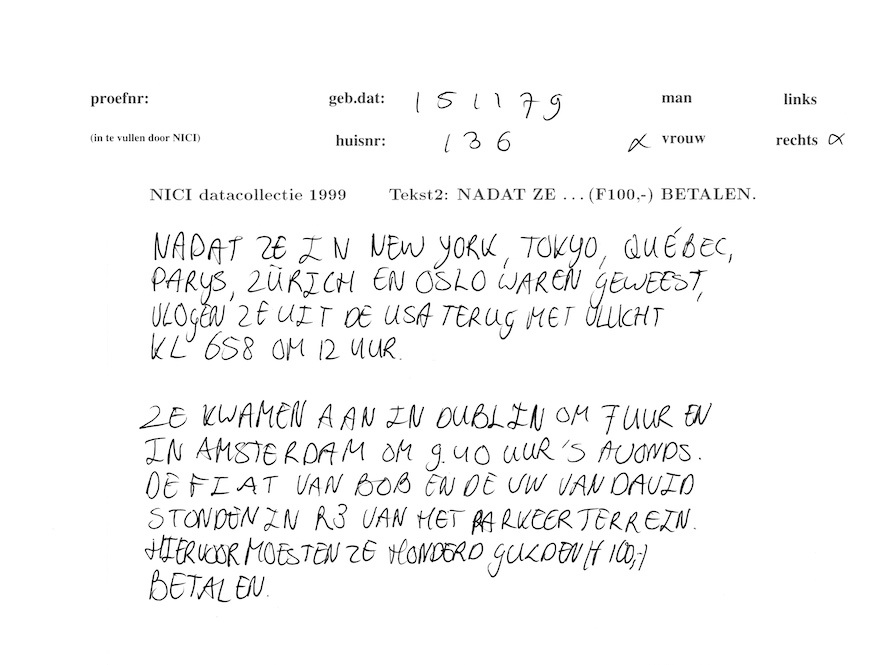 proefnr: geb.dat: 151179 man links
(in te vullen door NICI) huisnr: 136 x vrouw rechts x
NICI datacollectie 1999 Tekst2: NADAT ZE ... (F100,-) BETALEN.
NADAT ZE IN NEW YORK, TOKYO, QUÉBEC,
PARYS, ZÜRICH EN OSLO WAREN GEWEEST,
VLOGEN ZE UIT DE USA TERUG MET VLUCHT
KL 658 OM 12 UUR.
ZE KWAMEN AAN IN DUBLIN OM 7 UUR EN
IN AMSTERDAM OM 9.40 UUR 'S AVONDS.
DE FIAT VAN BOB EN DE VW VAN DAVID
STONDEN IN R3 VAN HET PARKEERTERREIN.
HIERVOOR MOESTEN ZE HONDERD GULDEN (F 100,-)
BETALEN.